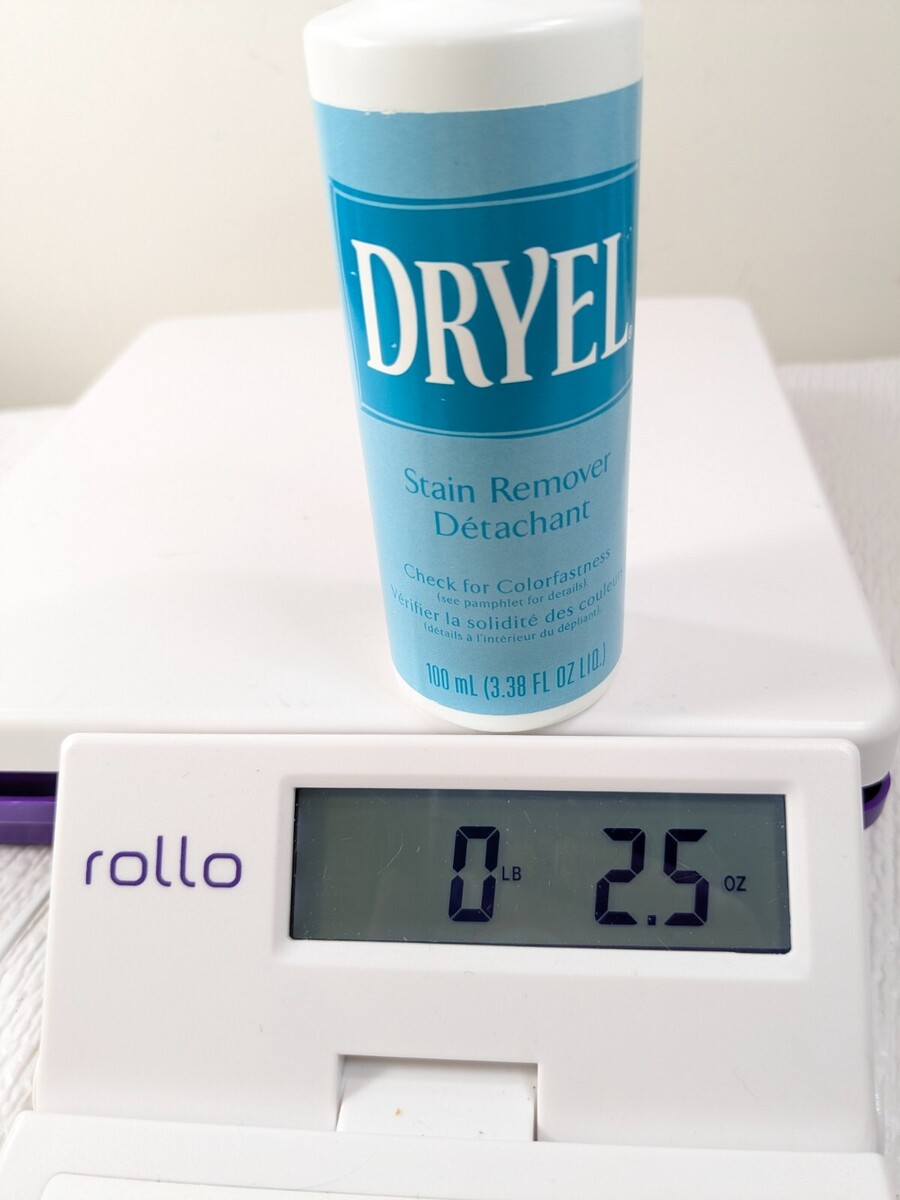 DRYEL®
Stain Remover
Détachant
Check for Colorfastness
(see pamphlet for details).
Vérifier la solidité des couleurs
(détails à l'intérieur du dépliant).
100 mL (3.38 FL OZ LIQ.)
rollo
0 LB 2.5 OZ